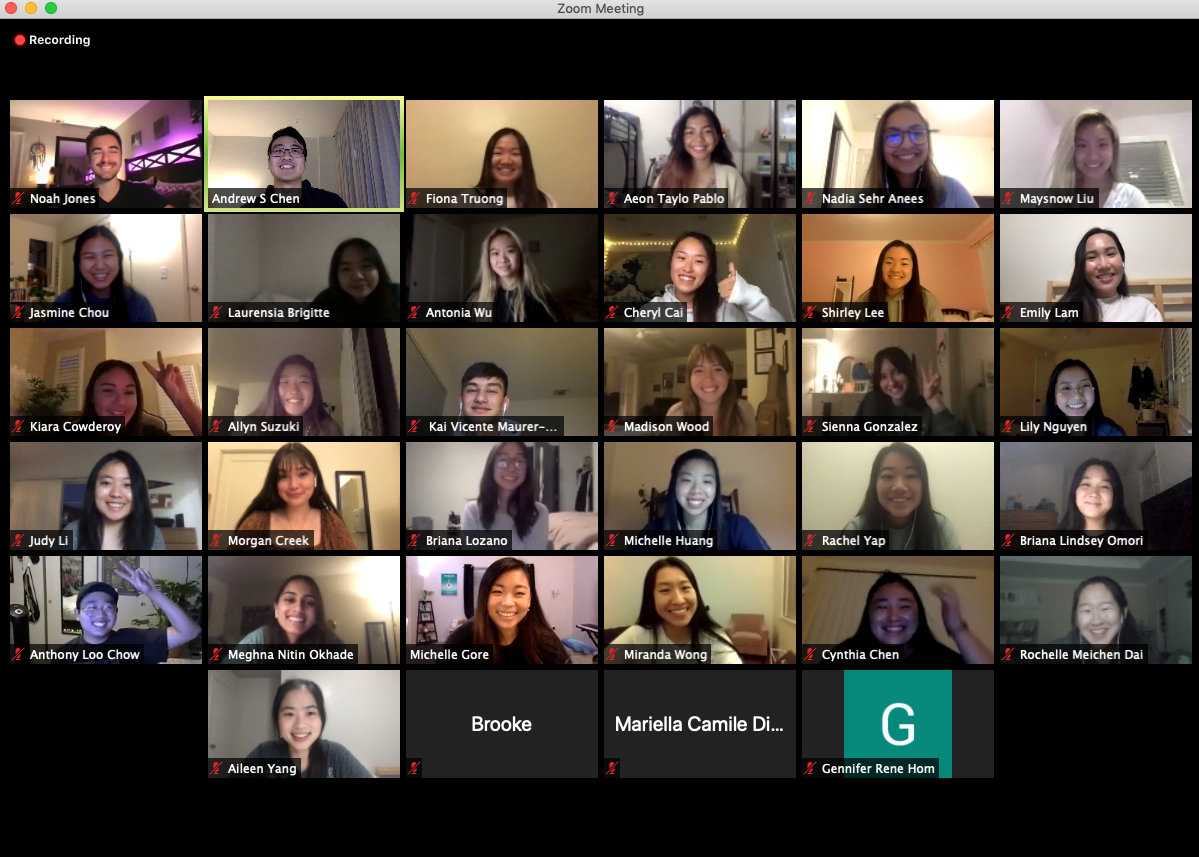 Zoom Meeting
Recording
Noah Jones
Andrew S Chen
Fiona Truong
Aeon Taylo Pablo
Nadia Sehr Anees
Maysnow Liu
Jasmine Chou
Laurensia Brigitte
Antonia Wu
Cheryl Cai
Shirley Lee
Emily Lam
Kiara Cowderoy
Allyn Suzuki
Kai Vicente Maurer-...
Madison Wood
Sienna Gonzalez
Lily Nguyen
Judy Li
Morgan Creek
Briana Lozano
Michelle Huang
Rachel Yap
Briana Lindsey Omori
Anthony Loo Chow
Meghna Nitin Okhade
Michelle Gore
Miranda Wong
Cynthia Chen
Rochelle Meichen Dai
Aileen Yang
Brooke
Mariella Camile Di...
G
Gennifer Rene Hom